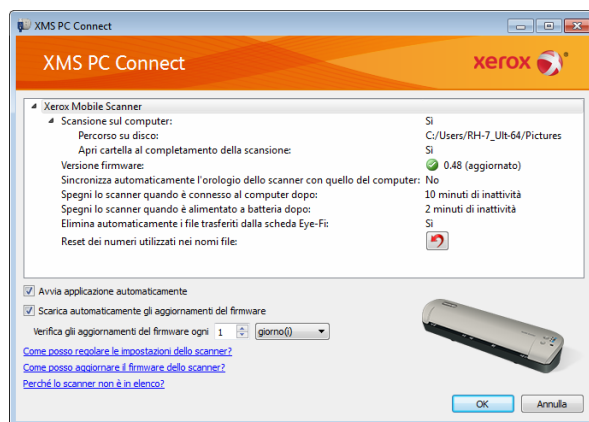 XMS PC Connect
XMS PC Connect
xerox
Xerox Mobile Scanner
Scansione sul computer: Sì
Percorso su disco: C:/Users/RH-7_Ult-64/Pictures
Apri cartella al completamento della scansione: Sì
Versione firmware: 0.48 (aggiornato)
Sincronizza automaticamente l'orologio dello scanner con quello del computer: No
Spegni lo scanner quando è connesso al computer dopo: 10 minuti di inattività
Spegni lo scanner quando è alimentato a batteria dopo: 2 minuti di inattività
Elimina automaticamente i file trasferiti dalla scheda Eye-Fi: Sì
Reset dei numeri utilizzati nei nomi file:
Avvia applicazione automaticamente
Scarica automaticamente gli aggiornamenti del firmware
Verifica gli aggiornamenti del firmware ogni 1 giorno(i)
Come posso regolare le impostazioni dello scanner?
Come posso aggiornare il firmware dello scanner?
Perché lo scanner non è in elenco?
OK Annulla